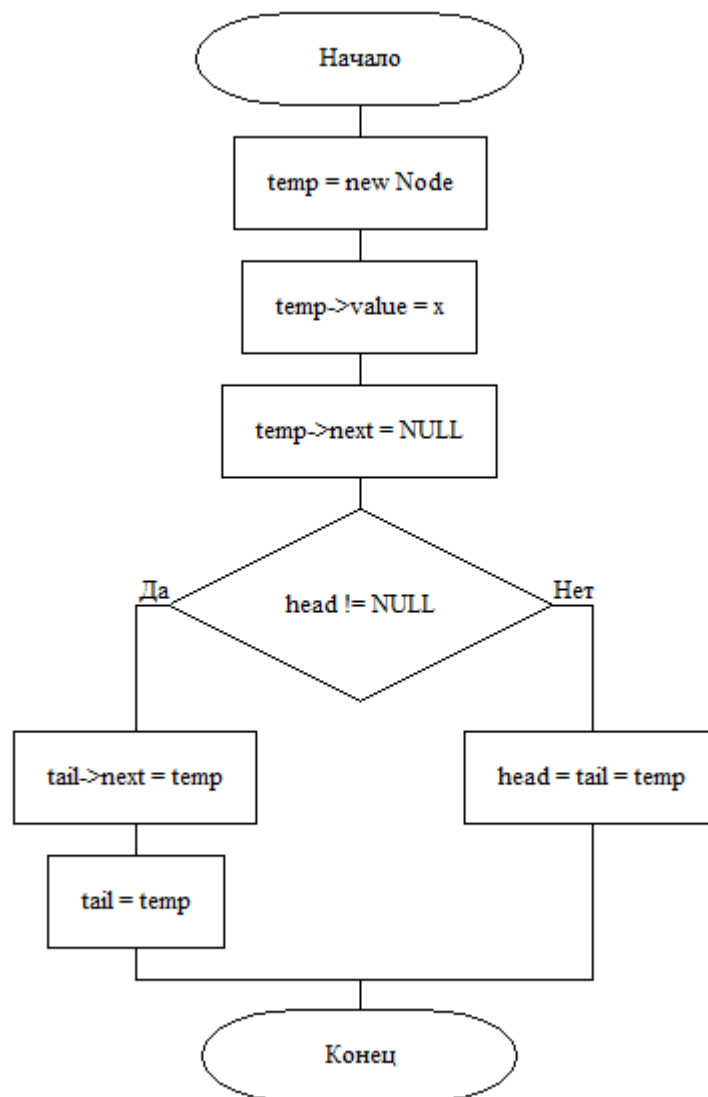 Начало
temp = new Node
temp->value = x
temp->next = NULL
Да
head != NULL
Нет
tail->next = temp
head = tail = temp
tail = temp
Конец